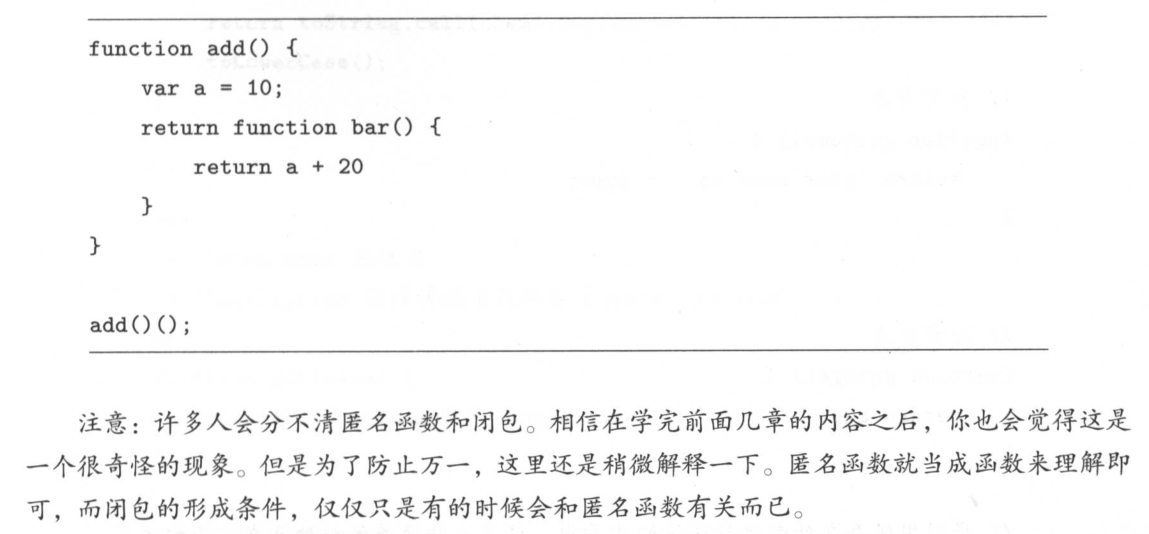 function add() {
    var a = 10;
    return function bar() {
        return a + 20
    }
}
add()();
注意：许多人会分不清匿名函数和闭包。相信在学完前面几章的内容之后，你也会觉得这是
一个很奇怪的现象。但是为了防止万一，这里还是稍微解释一下。匿名函数就当成函数来理解即
可，而闭包的形成条件，仅仅只是有的时候会和匿名函数有关而已。